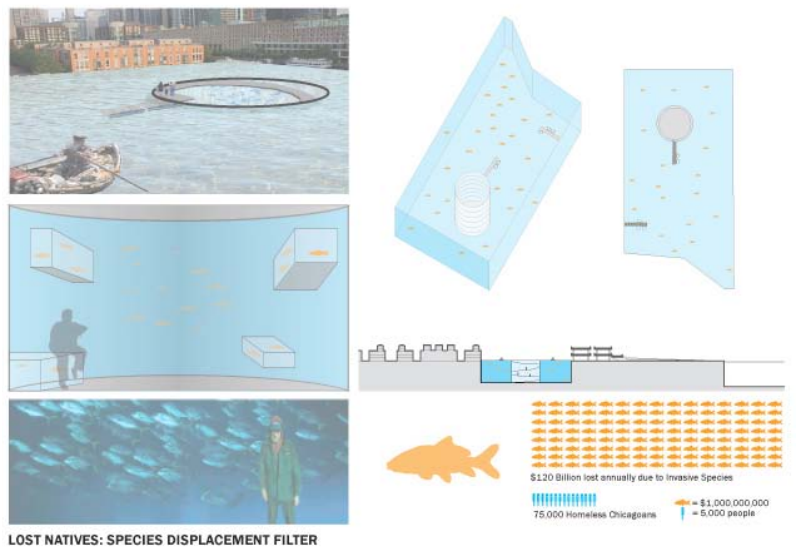 $120 Billion lost annually due to Invasive Species
75,000 Homeless Chicagoans
= $1,000,000,000
= 5,000 people
LOST NATIVES: SPECIES DISPLACEMENT FILTER